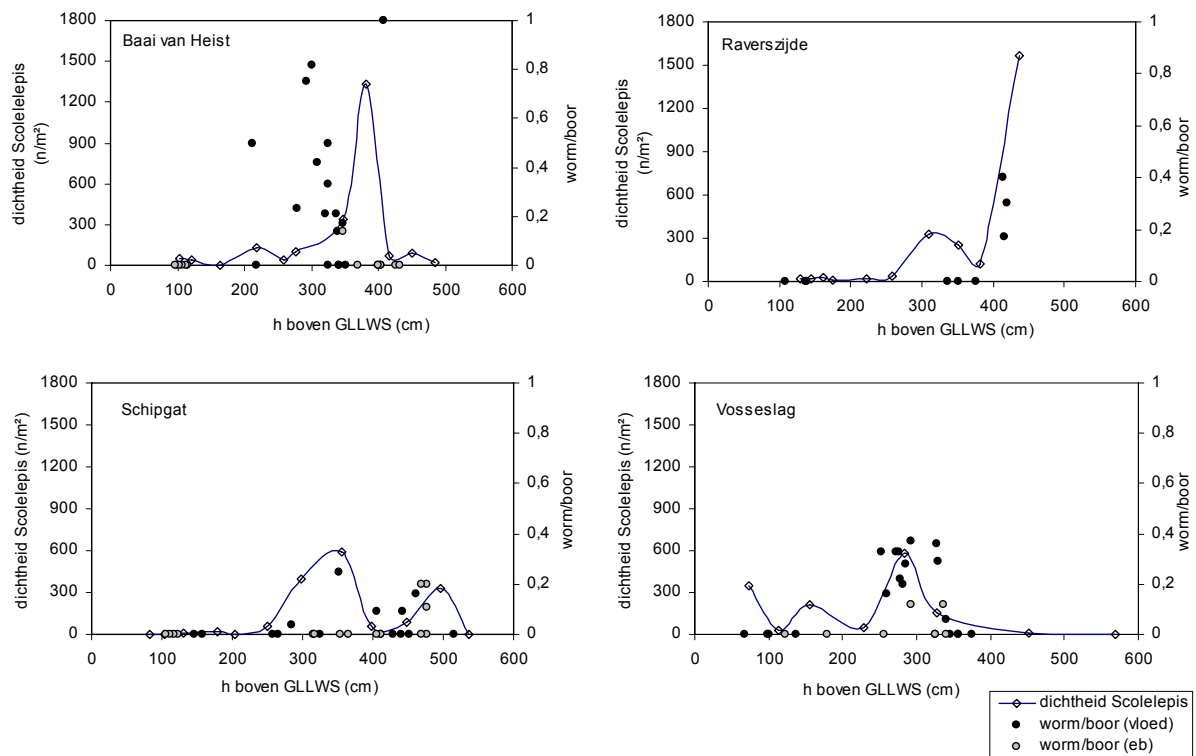 Baai van Heist
dichtheid Scolelelepis
(n/m²)
1800
1500
1200
900
600
300
0
1
0,8
0,6
0,4
0,2
0
worm/boor
0 100 200 300 400 500 600
h boven GLLWS (cm)
Raverszijde
dichtheid Scolelepis
(n/m²)
1800
1500
1200
900
600
300
0
1
0,8
0,6
0,4
0,2
0
worm/boor
0 100 200 300 400 500 600
h boven GLLWS (cm)
Schipgat
dichtheid Scolelepis (n/m²)
1800
1500
1200
900
600
300
0
1
0,8
0,6
0,4
0,2
0
worm/boor
0 100 200 300 400 500 600
h boven GLLWS (cm)
Vosseslag
dichtheid Scolelepis (n/m²)
1800
1500
1200
900
600
300
0
1
0,8
0,6
0,4
0,2
0
worm/boor
0 100 200 300 400 500 600
h boven GLLWS (cm)
dichtheid Scolelepis
worm/boor (vloed)
worm/boor (eb)